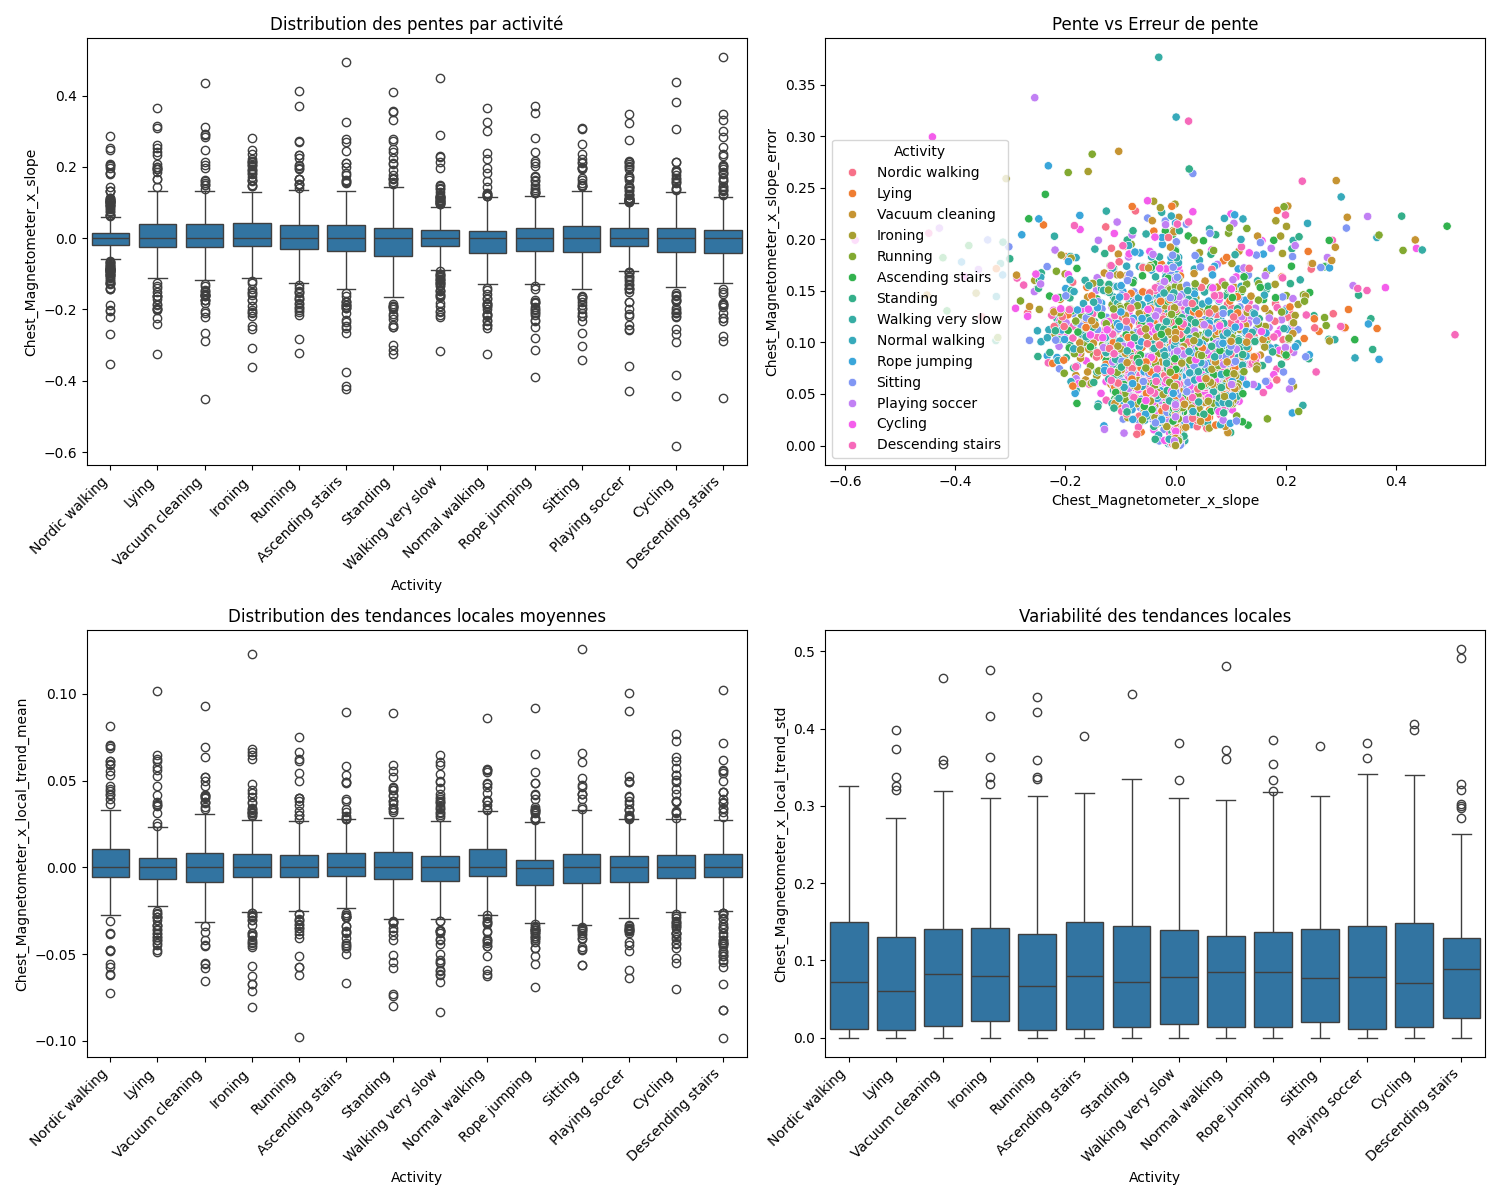 Distribution des pentes par activité
Chest_Magnetometer_x_slope
0.4
0.2
0.0
−0.2
−0.4
−0.6
Nordic walking
Lying
Vacuum cleaning
Ironing
Running
Ascending stairs
Standing
Walking very slow
Normal walking
Rope jumping
Sitting
Playing soccer
Cycling
Descending stairs
Activity
Pente vs Erreur de pente
Chest_Magnetometer_x_slope_error
0.35
0.30
0.25
0.20
0.15
0.10
0.05
0.00
Activity
Nordic walking
Lying
Vacuum cleaning
Ironing
Running
Ascending stairs
Standing
Walking very slow
Normal walking
Rope jumping
Sitting
Playing soccer
Cycling
Descending stairs
−0.6
−0.4
−0.2
0.0
0.2
0.4
Chest_Magnetometer_x_slope
Distribution des tendances locales moyennes
Chest_Magnetometer_x_local_trend_mean
0.10
0.05
0.00
−0.05
−0.10
Nordic walking
Lying
Vacuum cleaning
Ironing
Running
Ascending stairs
Standing
Walking very slow
Normal walking
Rope jumping
Sitting
Playing soccer
Cycling
Descending stairs
Activity
Variabilité des tendances locales
Chest_Magnetometer_x_local_trend_std
0.5
0.4
0.3
0.2
0.1
0.0
Nordic walking
Lying
Vacuum cleaning
Ironing
Running
Ascending stairs
Standing
Walking very slow
Normal walking
Rope jumping
Sitting
Playing soccer
Cycling
Descending stairs
Activity